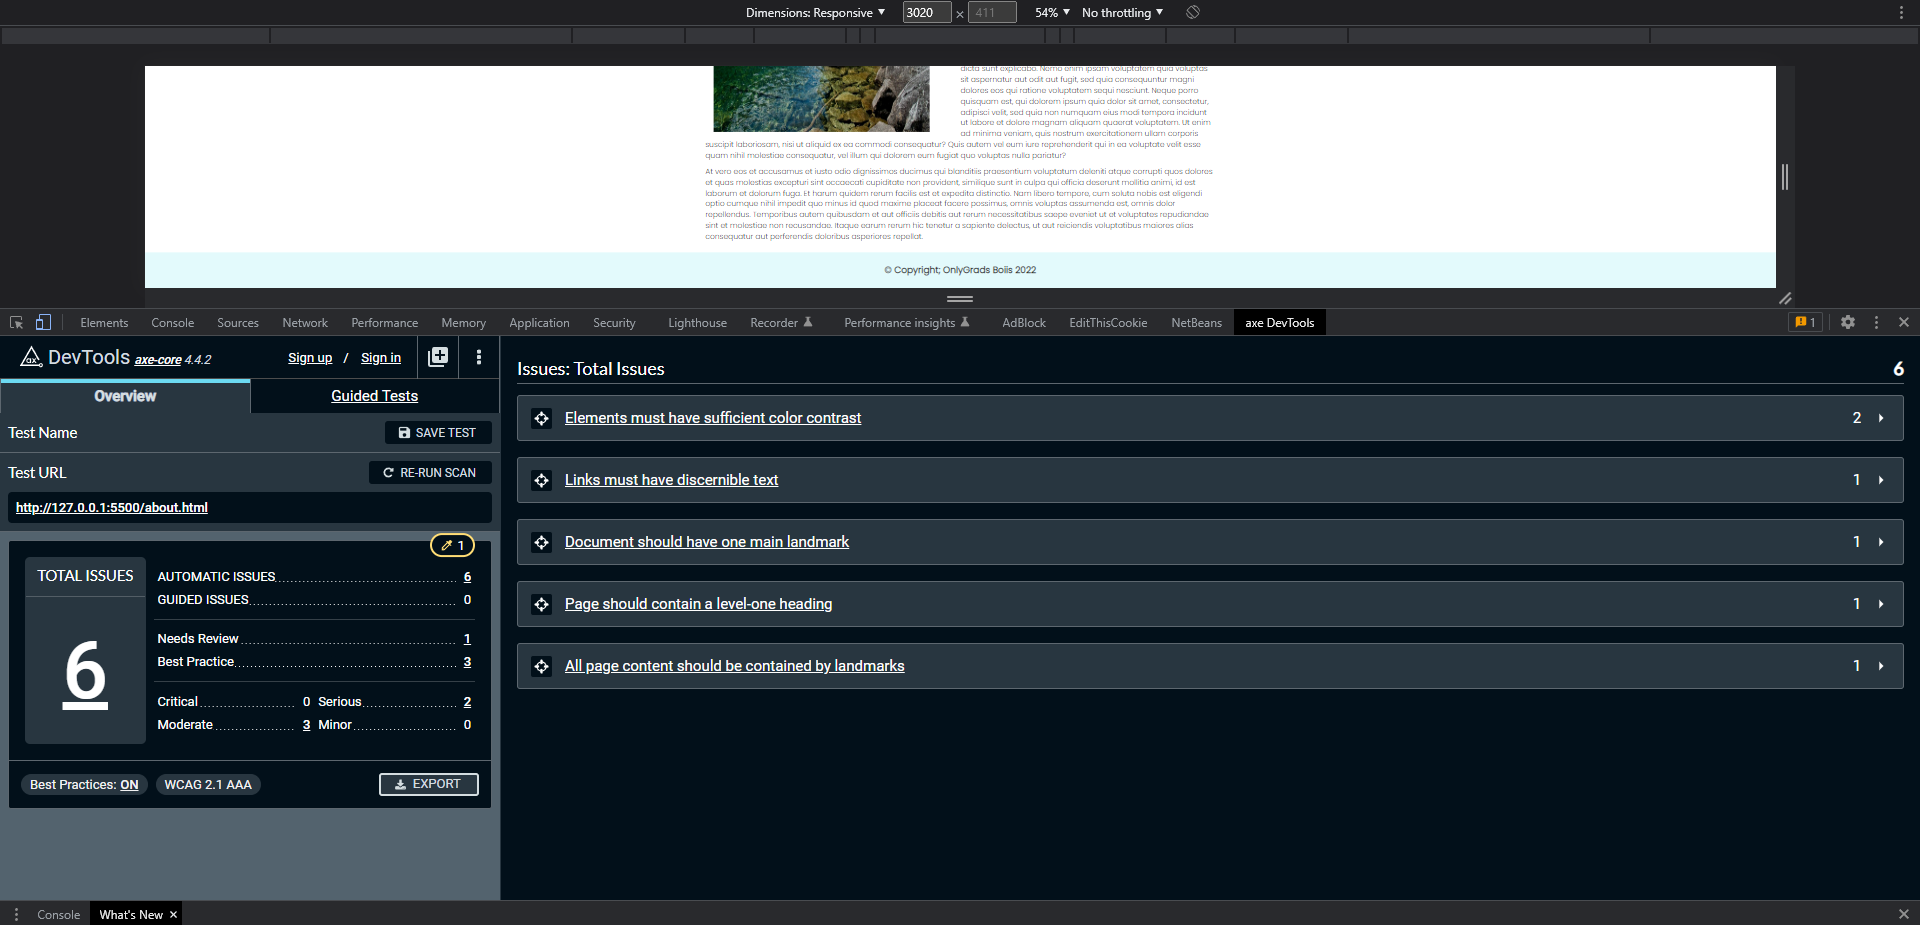 Dimensions: Responsive 3020 × 411 54% No throttling
dicta sunt explicabo. Nemo enim ipsam voluptatem quia voluptas
sit aspernatur aut odit aut fugit, sed quia consequuntur magni
dolores eos qui ratione voluptatem sequi nesciunt. Neque porro
quisquam est, qui dolorem ipsum quia dolor sit amet, consectetur,
adipisci velit, sed quia non numquam eius modi tempora incidunt
ut labore et dolore magnam aliquam quaerat voluptatem. Ut enim
ad minima veniam, quis nostrum exercitationem ullam corporis
suscipit laboriosam, nisi ut aliquid ex ea commodi consequatur? Quis autem vel eum iure reprehenderit qui in ea voluptate velit esse
quam nihil molestiae consequatur, vel illum qui dolorem eum fugiat quo voluptas nulla pariatur?
At vero eos et accusamus et iusto odio dignissimos ducimus qui blanditiis praesentium voluptatum deleniti atque corrupti quos dolores
et quas molestias excepturi sint occaecati cupiditate non provident, similique sunt in culpa qui officia deserunt mollitia animi, id est
laborum et dolorum fuga. Et harum quidem rerum facilis est et expedita distinctio. Nam libero tempore, cum soluta nobis est eligendi
optio cumque nihil impedit quo minus id quod maxime placeat facere possimus, omnis voluptas assumenda est, omnis dolor
repellendus. Temporibus autem quibusdam et aut officiis debitis aut rerum necessitatibus saepe eveniet ut et voluptates repudiandae
sint et molestiae non recusandae. Itaque earum rerum hic tenetur a sapiente delectus, ut aut reiciendis voluptatibus maiores alias
consequatur aut perferendis doloribus asperiores repellat.
© Copyright; OnlyGrads Boiis 2022
Elements Console Sources Network Performance Memory Application Security Lighthouse Recorder Performance insights AdBlock EditThisCookie NetBeans axe DevTools 1
ax DevTools axe-core 4.4.2 Sign up / Sign in
Overview Guided Tests
Test Name SAVE TEST
Test URL RE-RUN SCAN
http://127.0.0.1:5500/about.html
1
TOTAL ISSUES
6
AUTOMATIC ISSUES 6
GUIDED ISSUES 0
Needs Review 1
Best Practice 3
Critical 0 Serious 2
Moderate 3 Minor 0
Best Practices: ON WCAG 2.1 AAA EXPORT
Issues: Total Issues 6
Elements must have sufficient color contrast 2
Links must have discernible text 1
Document should have one main landmark 1
Page should contain a level-one heading 1
All page content should be contained by landmarks 1
Console What's New